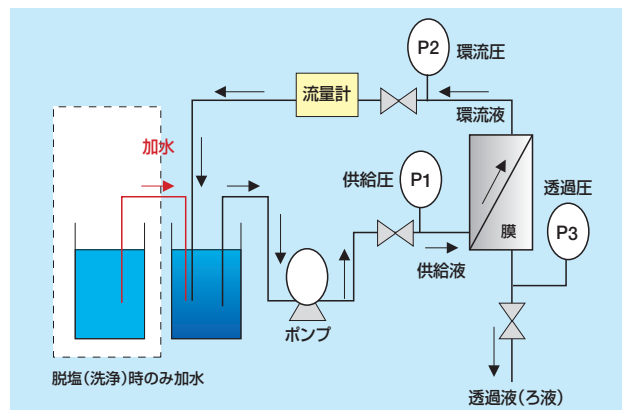 P2
環流圧
流量計
環流液
加水
供給圧
P1
透過圧
P3
膜
供給液
ポンプ
脱塩（洗浄）時のみ加水
透過液（ろ液）